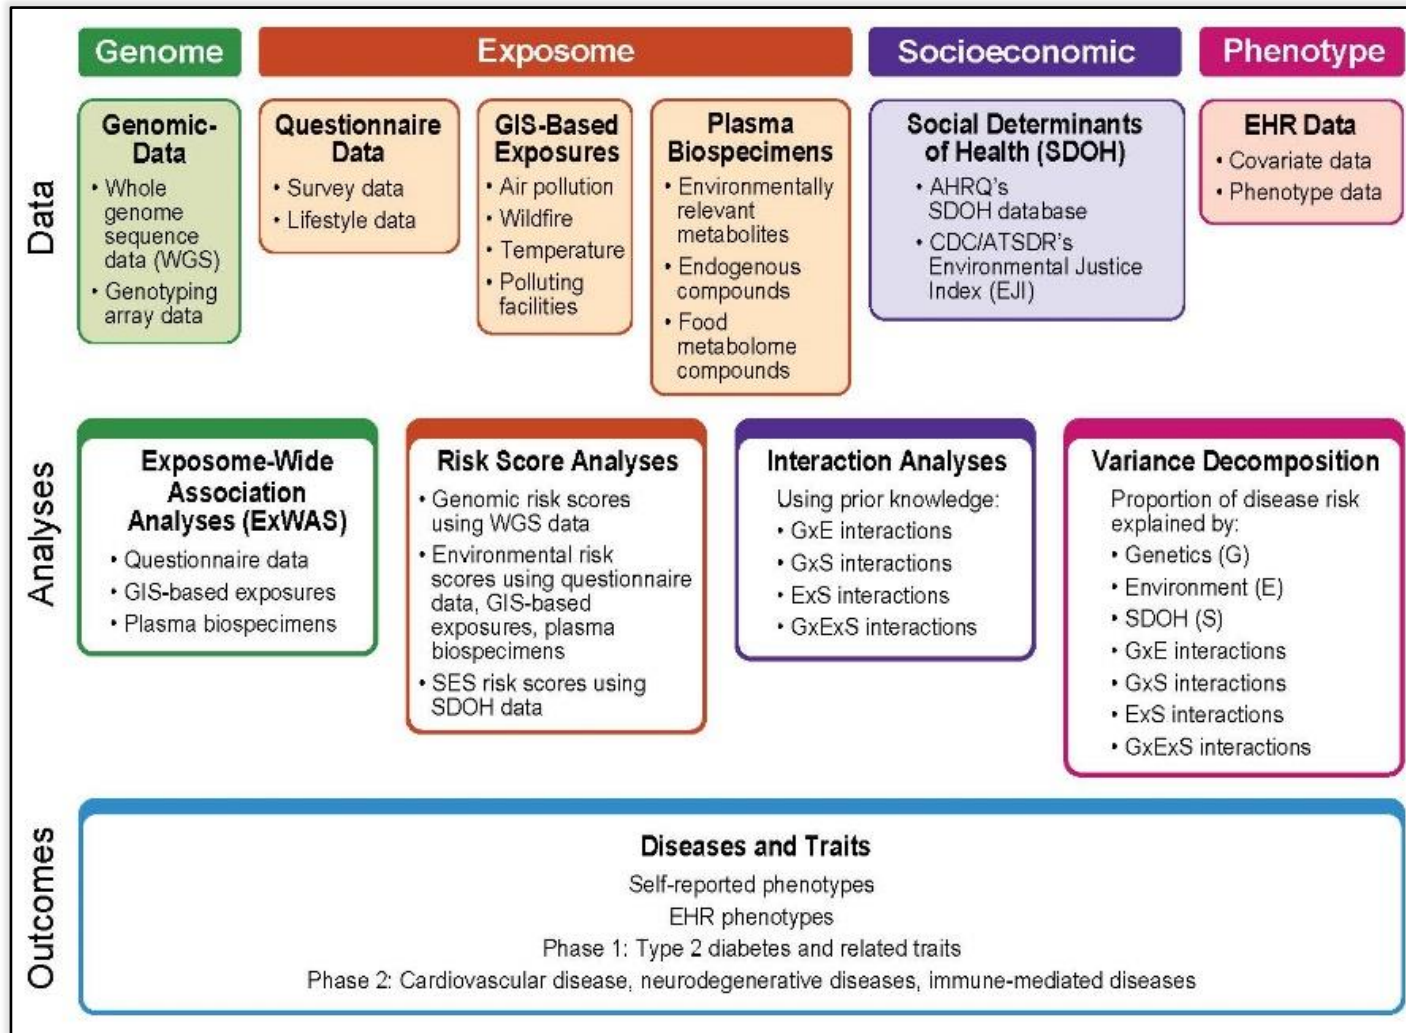 Genome
Exposome
Socioeconomic
Phenotype
Data
Genomic-
Data
• Whole
genome
sequence
data (WGS)
• Genotyping
array data
Questionnaire
Data
• Survey data
• Lifestyle data
GIS-Based
Exposures
• Air pollution
• Wildfire
• Temperature
• Polluting
facilities
Plasma
Biospecimens
• Environmentally
relevant
metabolites
• Endogenous
compounds
• Food
metabolome
compounds
Social Determinants
of Health (SDOH)
• AHRQ's
SDOH database
• CDC/ATSDR's
Environmental Justice
Index (EJI)
EHR Data
• Covariate data
• Phenotype data
Analyses
Exposome-Wide
Association
Analyses (ExWAS)
• Questionnaire data
• GIS-based exposures
• Plasma biospecimens
Risk Score Analyses
• Genomic risk scores
using WGS data
• Environmental risk
scores using questionnaire
data, GIS-based
exposures, plasma
biospecimens
• SES risk scores using
SDOH data
Interaction Analyses
Using prior knowledge:
• GxE interactions
• GxS interactions
• ExS interactions
• GxExS interactions
Variance Decomposition
Proportion of disease risk
explained by:
• Genetics (G)
• Environment (E)
• SDOH (S)
• GxE interactions
• GxS interactions
• ExS interactions
• GxExS interactions
Outcomes
Diseases and Traits
Self-reported phenotypes
EHR phenotypes
Phase 1: Type 2 diabetes and related traits
Phase 2: Cardiovascular disease, neurodegenerative diseases, immune-mediated diseases